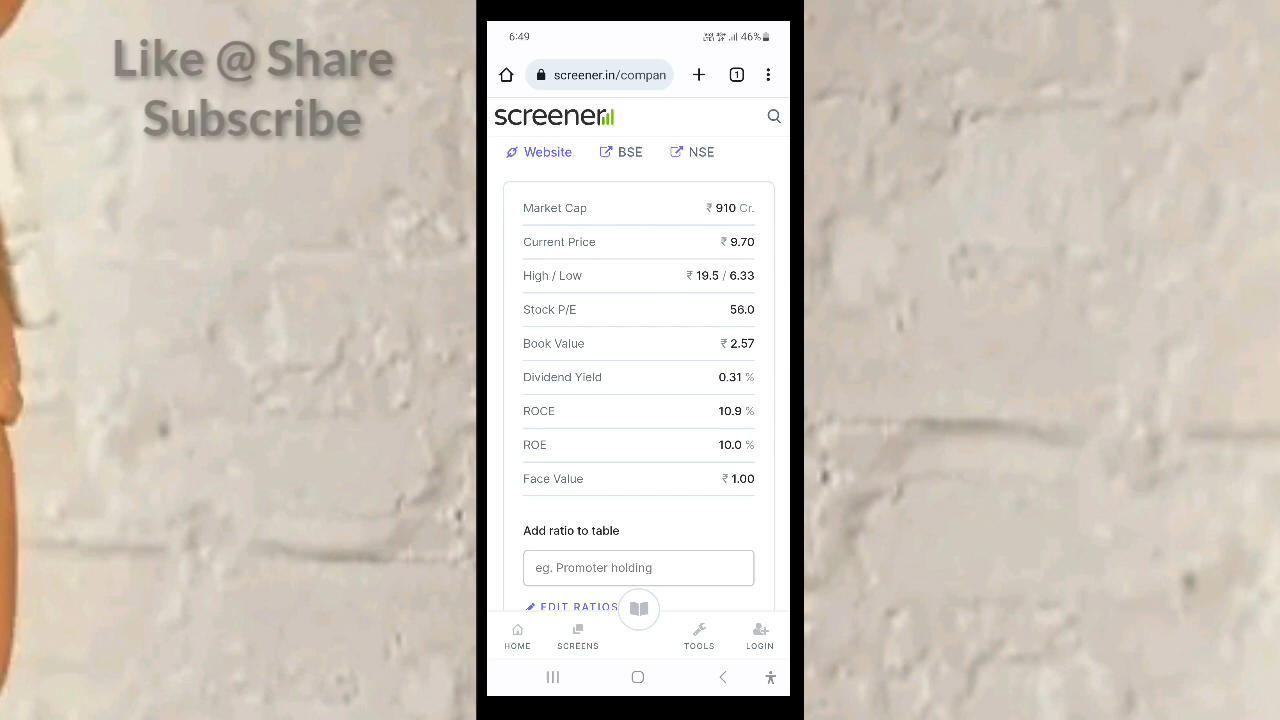 Like @ Share
Subscribe
6:49
46%
screener.in/compan
1
screener
Website BSE NSE
Market Cap ₹ 910 Cr.
Current Price ₹ 9.70
High / Low ₹ 19.5 / 6.33
Stock P/E 56.0
Book Value ₹ 2.57
Dividend Yield 0.31 %
ROCE 10.9 %
ROE 10.0 %
Face Value ₹ 1.00
Add ratio to table
eg. Promoter holding
EDIT RATIOS
HOME SCREENS TOOLS LOGIN